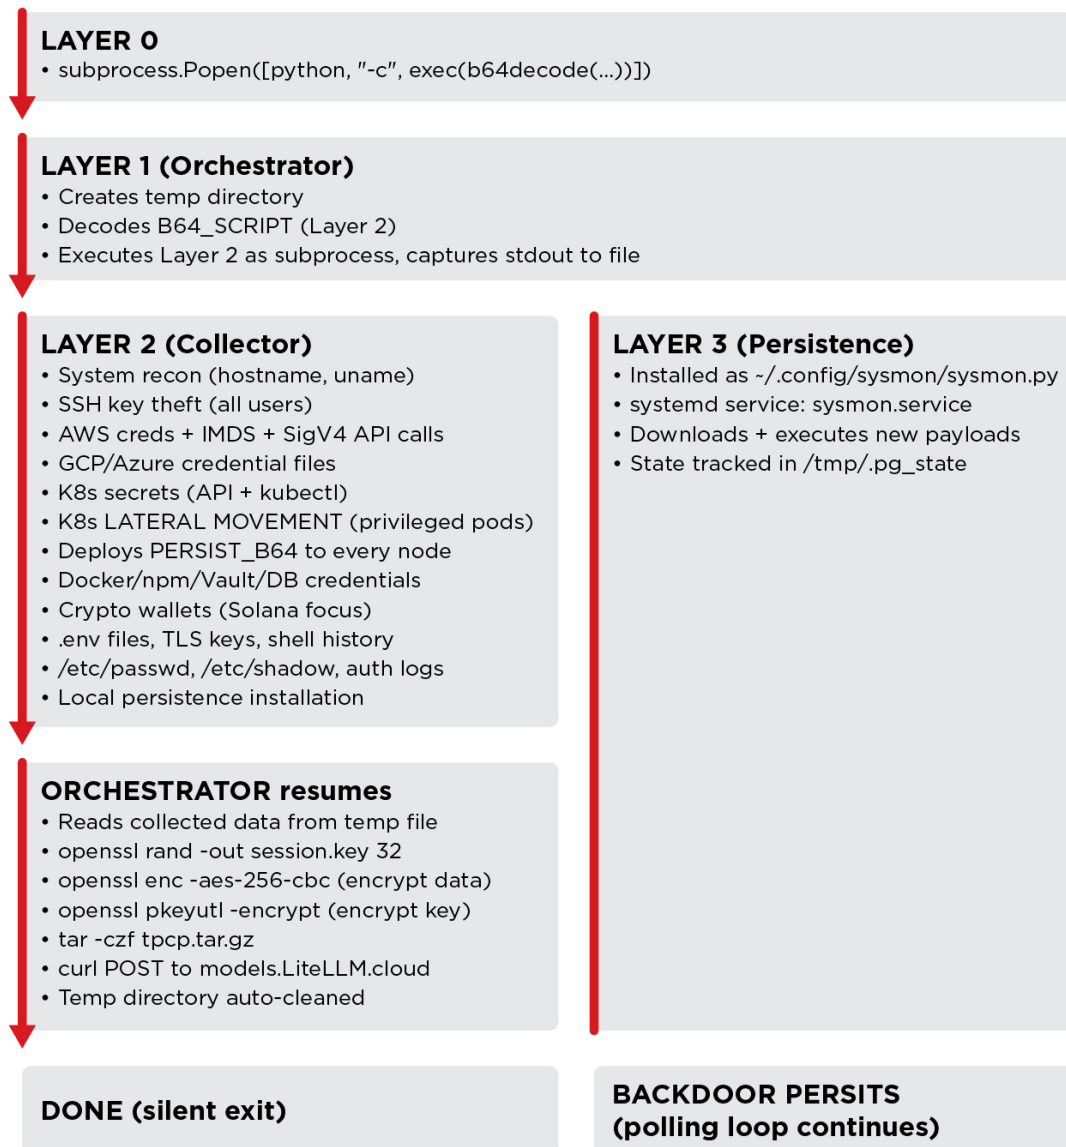 LAYER 0
• subprocess.Popen([python, "-c", exec(b64decode(...))])
LAYER 1 (Orchestrator)
• Creates temp directory
• Decodes B64_SCRIPT (Layer 2)
• Executes Layer 2 as subprocess, captures stdout to file
LAYER 2 (Collector)
• System recon (hostname, uname)
• SSH key theft (all users)
• AWS creds + IMDS + SigV4 API calls
• GCP/Azure credential files
• K8s secrets (API + kubectl)
• K8s LATERAL MOVEMENT (privileged pods)
• Deploys PERSIST_B64 to every node
• Docker/npm/Vault/DB credentials
• Crypto wallets (Solana focus)
• .env files, TLS keys, shell history
• /etc/passwd, /etc/shadow, auth logs
• Local persistence installation
LAYER 3 (Persistence)
• Installed as ~/.config/sysmon/sysmon.py
• systemd service: sysmon.service
• Downloads + executes new payloads
• State tracked in /tmp/.pg_state
ORCHESTRATOR resumes
• Reads collected data from temp file
• openssl rand -out session.key 32
• openssl enc -aes-256-cbc (encrypt data)
• openssl pkeyutl -encrypt (encrypt key)
• tar -czf tpcp.tar.gz
• curl POST to models.LiteLLM.cloud
• Temp directory auto-cleaned
DONE (silent exit)
BACKDOOR PERSITS
(polling loop continues)